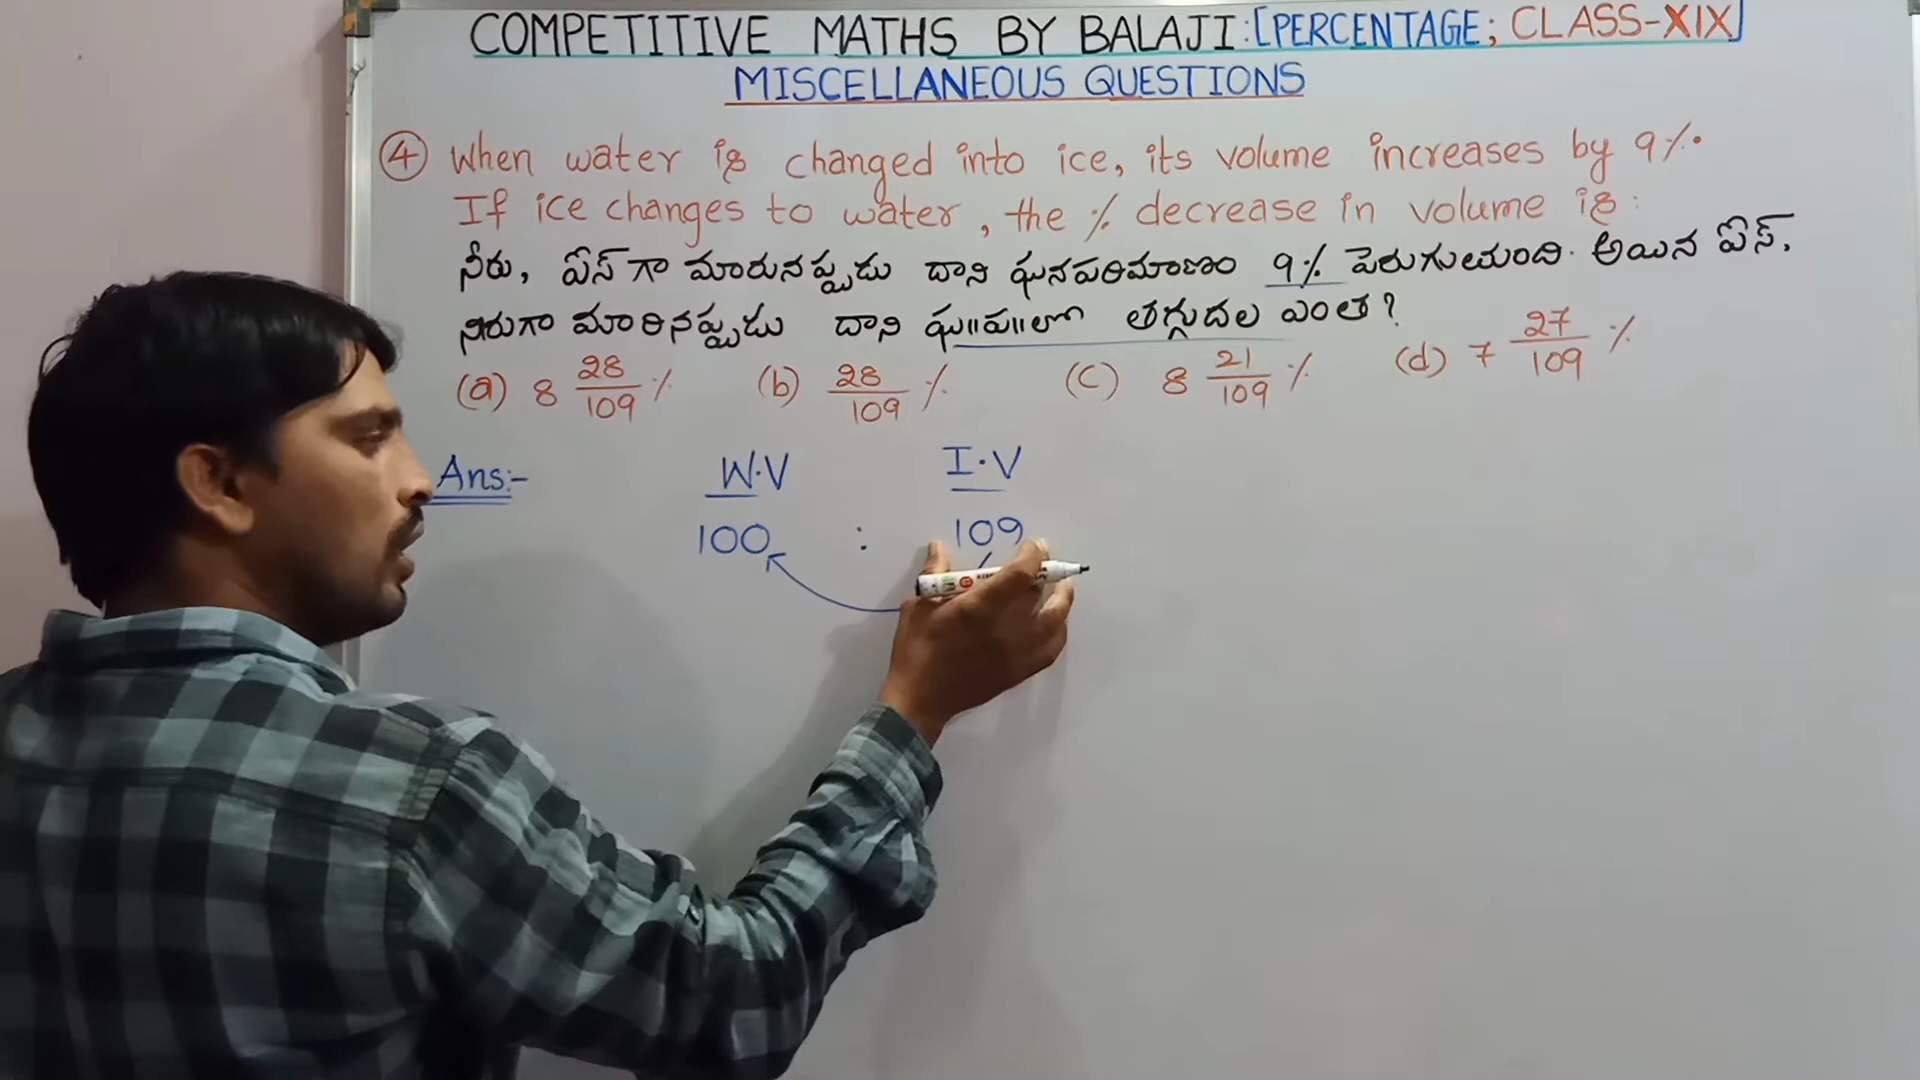 COMPETITIVE MATHS BY BALAJI:[PERCENTAGE; CLASS-XIX]
MISCELLANEOUS QUESTIONS
④ When water is changed into ice, its volume increases by 9%.
If ice changes to water, the % decrease in volume is:
నీరు, ఐస్ గా మారునప్పుడు దాని ఘనపరిమాణం 9% పెరుగుతుంది. అయిన ఐస్,
నీరుగా మారినప్పుడు దాని ఘ॥ప॥లో తగ్గుదల ఎంత?
(a) 8 28/109 % (b) 28/109 % (c) 8 21/109 % (d) 7 27/109 %
Ans:- W.V I.V
100 : 109